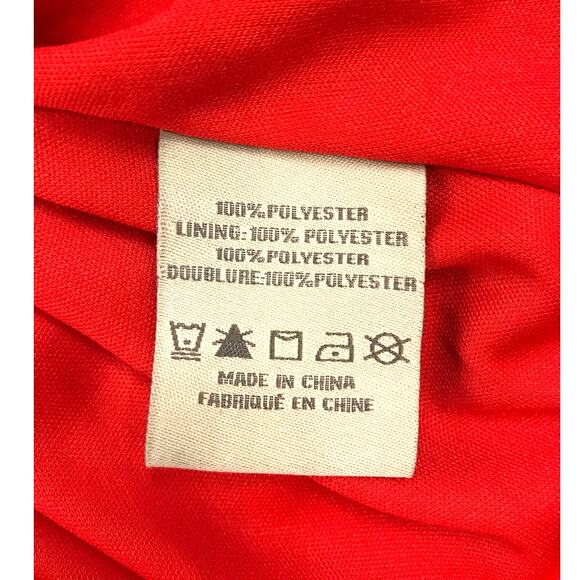 100%POLYESTER
LINING:100% POLYESTER
100%POLYESTER
DOUBLURE:100%POLYESTER
MADE IN CHINA
FABRIQUÉ EN CHINE